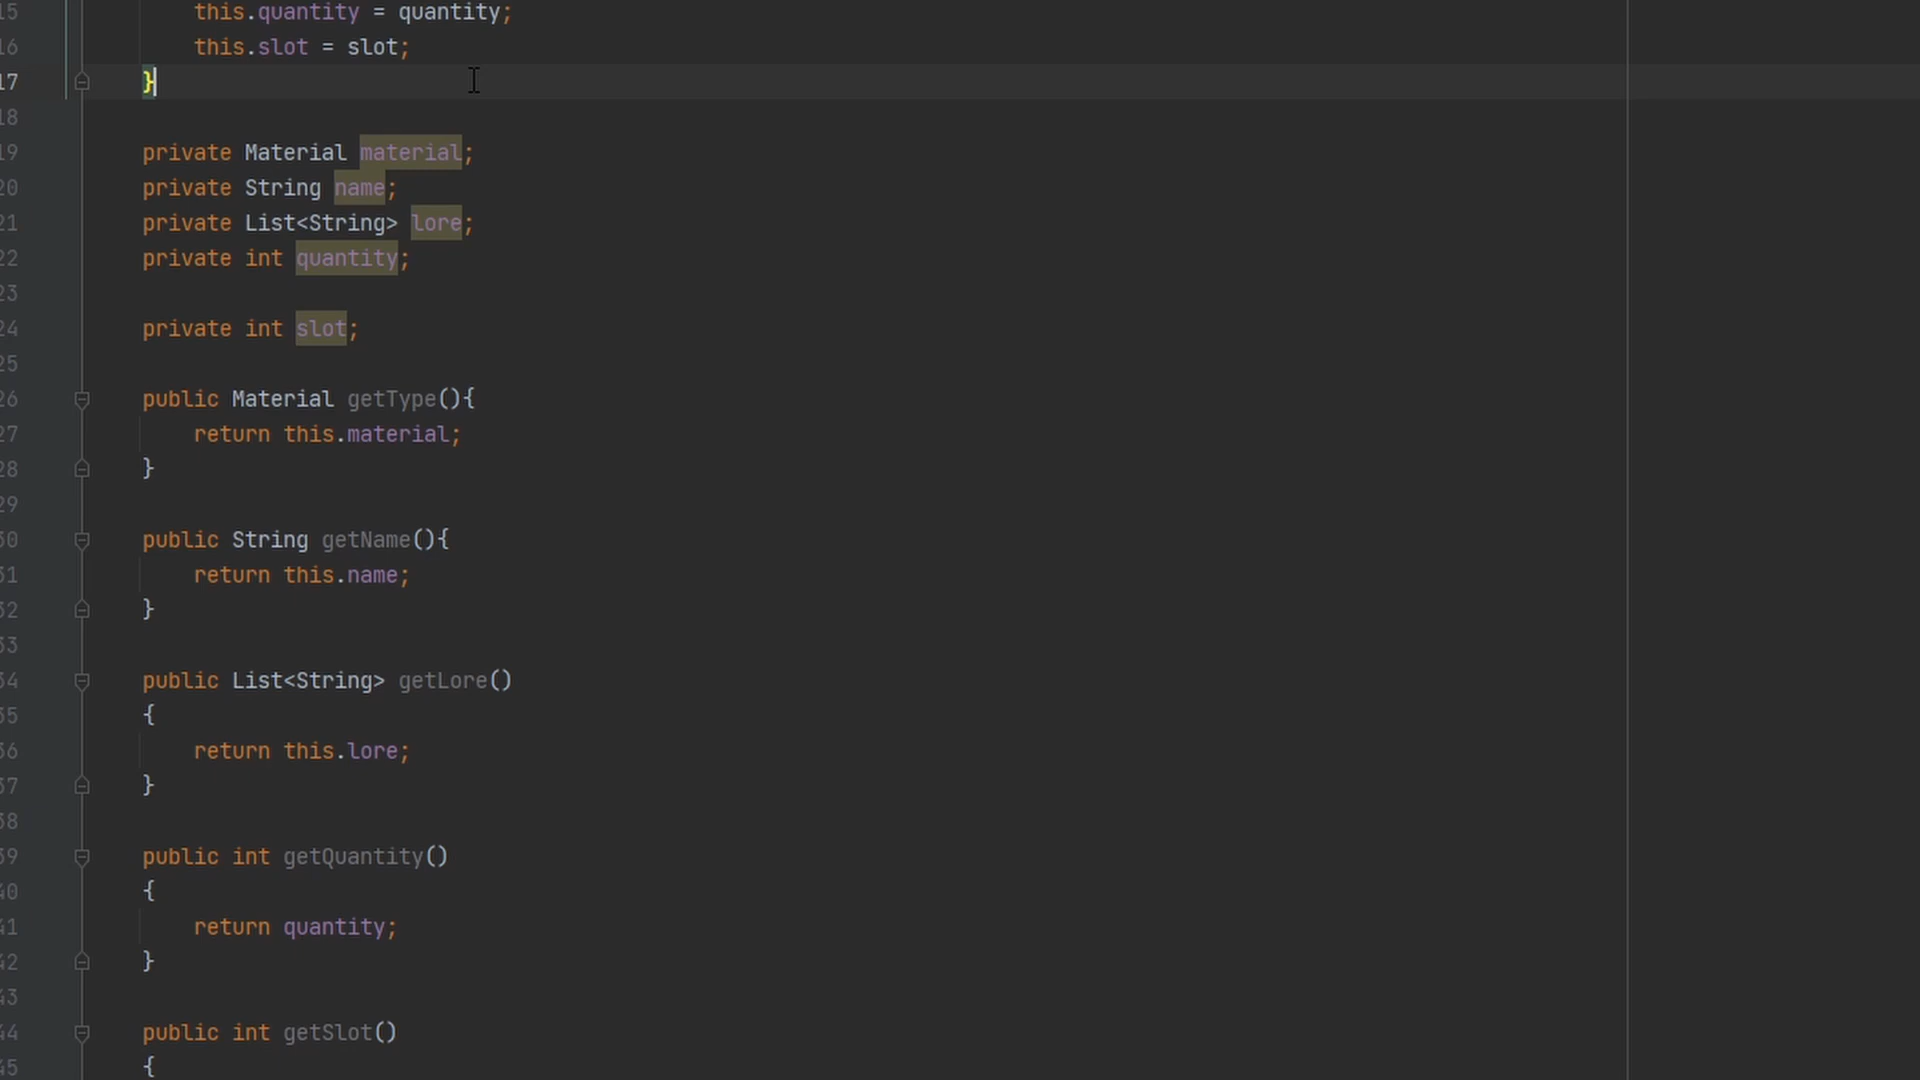 15 this.quantity = quantity;
16 this.slot = slot;
17 }
18
19 private Material material;
20 private String name;
21 private List<String> lore;
22 private int quantity;
23
24 private int slot;
25
26 public Material getType(){
27 return this.material;
28 }
29
30 public String getName(){
31 return this.name;
32 }
33
34 public List<String> getLore()
35 {
36 return this.lore;
37 }
38
39 public int getQuantity()
40 {
41 return quantity;
42 }
43
44 public int getSlot()
45 {